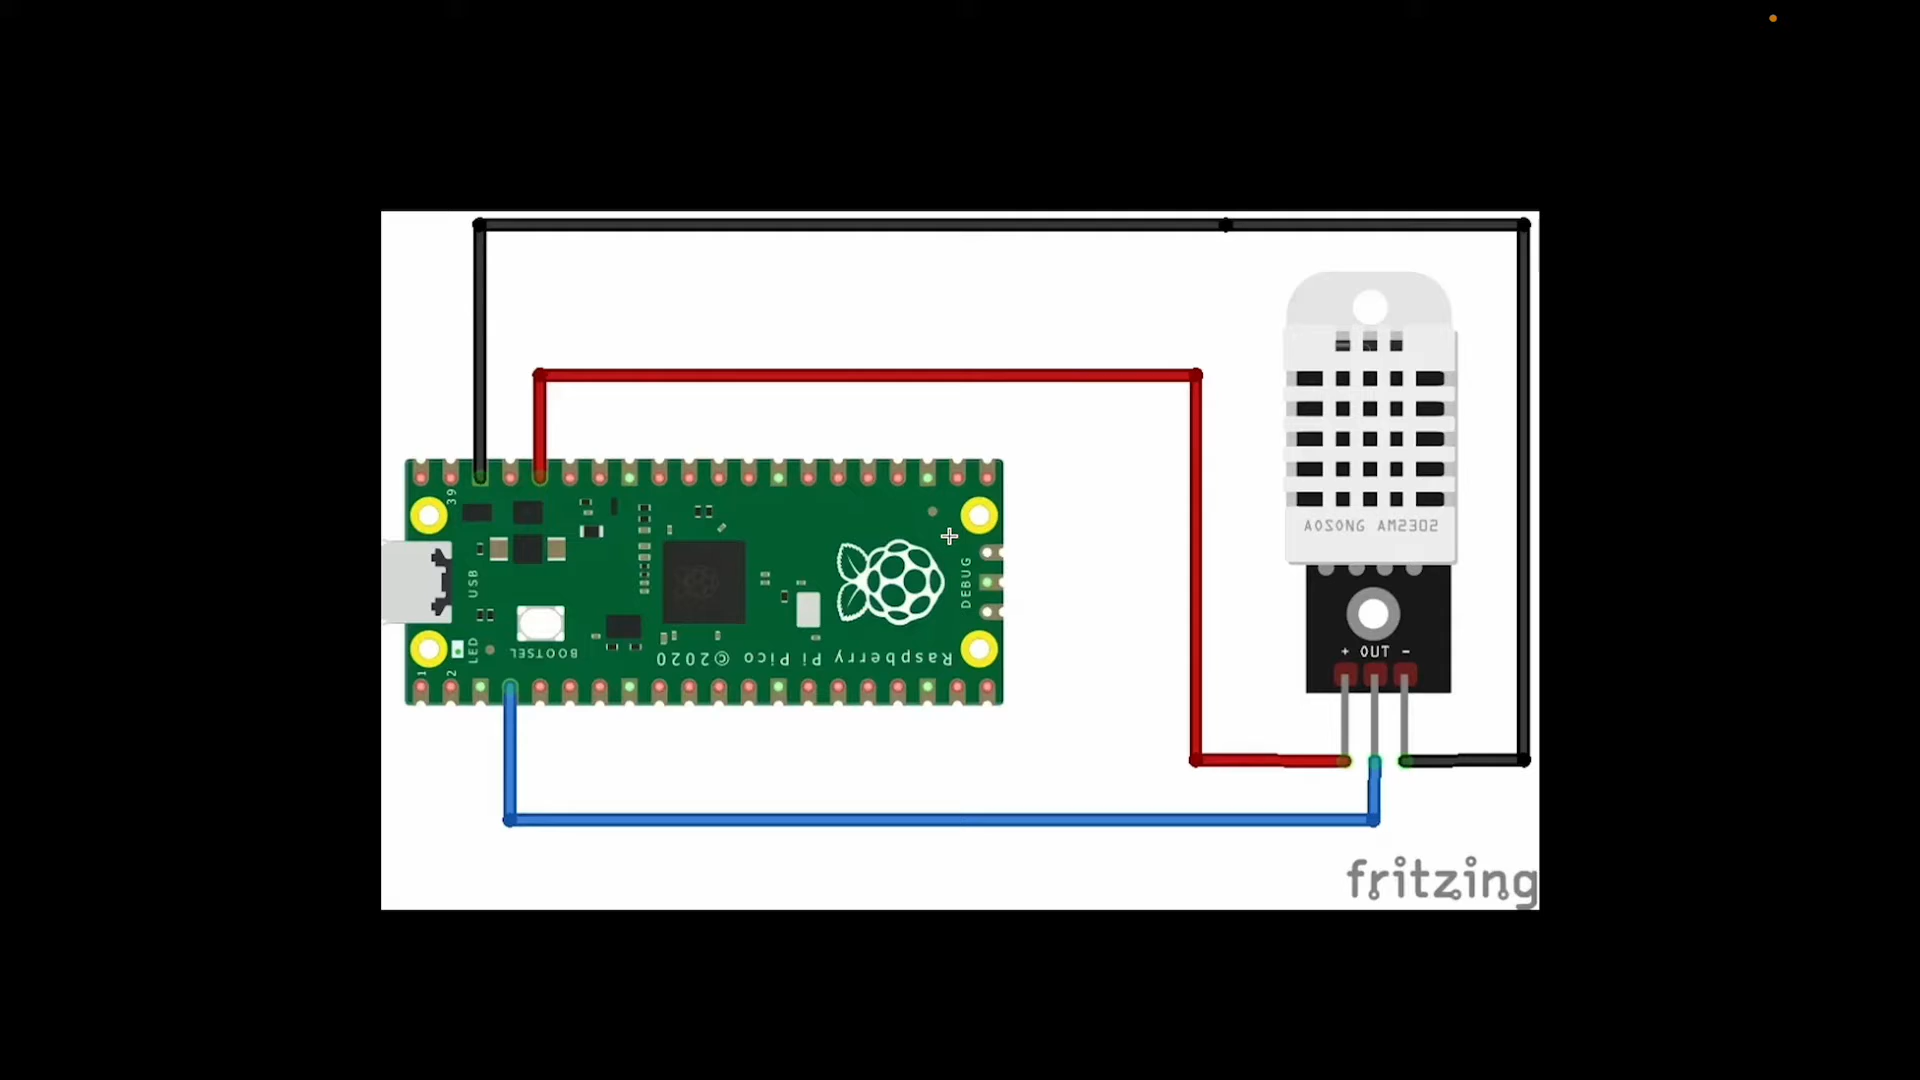 39
USB
LED
1
2
BOOTSEL
Raspberry Pi Pico ©2020
DEBUG
AOSONG AM2302
+ OUT -
fritzing